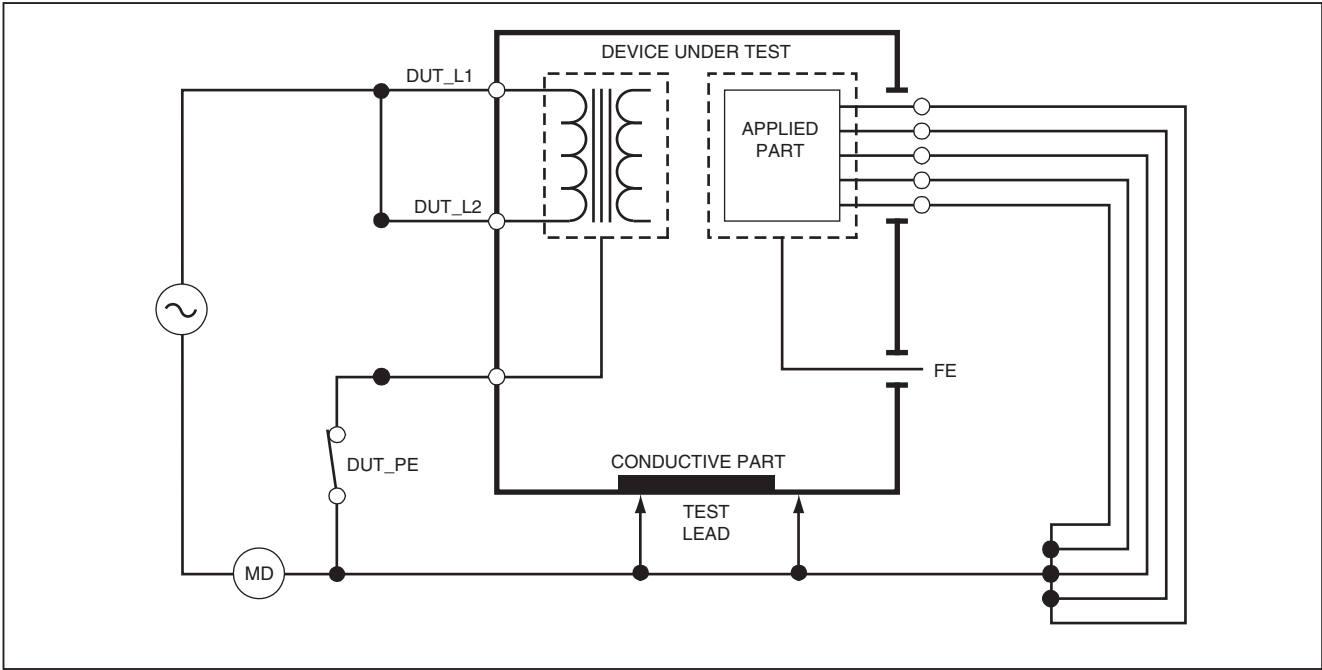 DEVICE UNDER TEST
DUT_L1
APPLIED
PART
DUT_L2
FE
DUT_PE
CONDUCTIVE PART
TEST
LEAD
MD